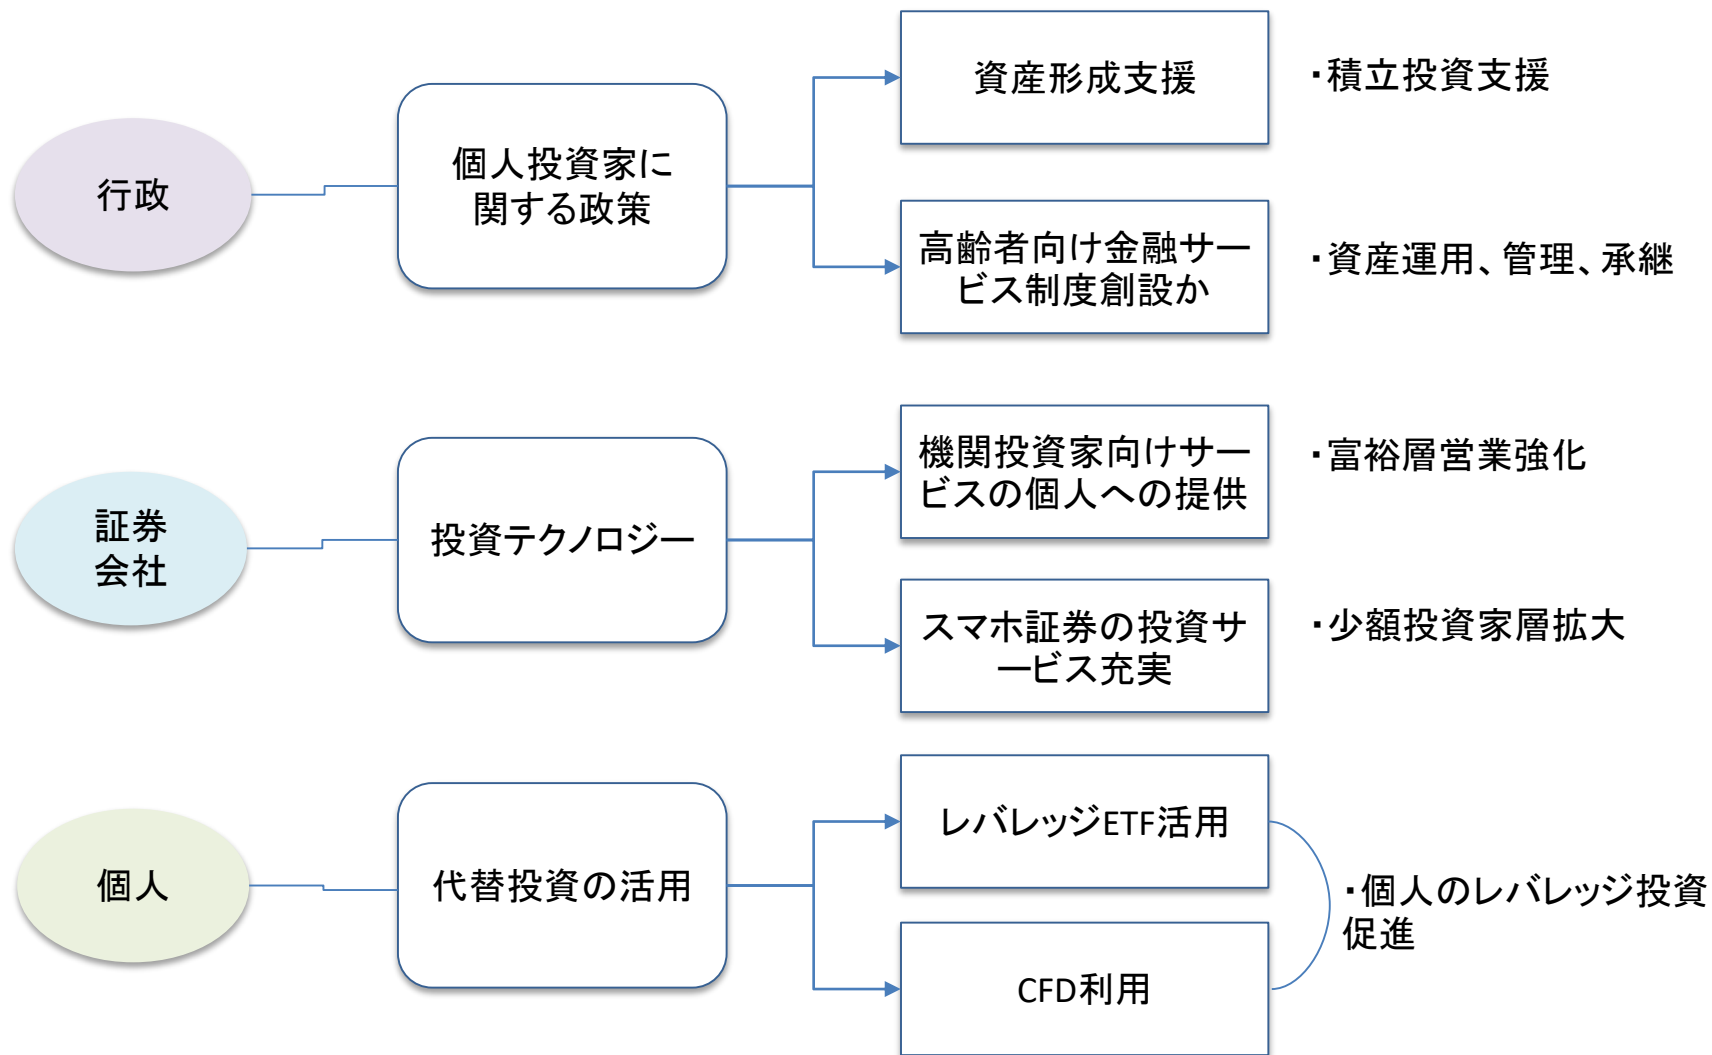 行政
個人投資家に
関する政策
資産形成支援
・積立投資支援
高齢者向け金融サー
ビス制度創設か
・資産運用、管理、承継
証券
会社
投資テクノロジー
機関投資家向けサー
ビスの個人への提供
・富裕層営業強化
スマホ証券の投資サ
ービス充実
・少額投資家層拡大
個人
代替投資の活用
レバレッジETF活用
CFD利用
・個人のレバレッジ投資
促進